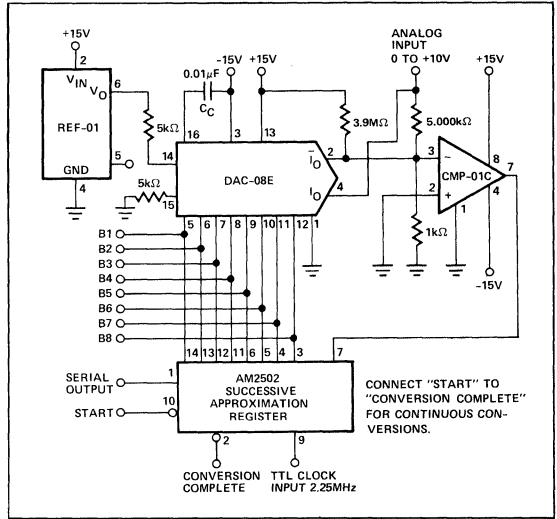 +15V
2
V_IN V_O
6
REF-01
5
GND
4
5kΩ
0.01μF
C_C
-15V
+15V
16
3
13
14
DAC-08E
5kΩ
15
3.9MΩ
ANALOG
INPUT
0 TO +10V
+15V
5.000kΩ
I̅_O
2
I_O
4
3
−
2
+
CMP-01C
8
7
4
1
1kΩ
-15V
5 6 7 8 9 10 11 12 1
B1
B2
B3
B4
B5
B6
B7
B8
14 13 12 11 6 5 4 3
7
SERIAL
OUTPUT
1
START
10
AM2502
SUCCESSIVE
APPROXIMATION
REGISTER
2
9
CONVERSION
COMPLETE
TTL CLOCK
INPUT 2.25MHz
CONNECT "START" TO
"CONVERSION COMPLETE"
FOR CONTINUOUS CON-
VERSIONS.